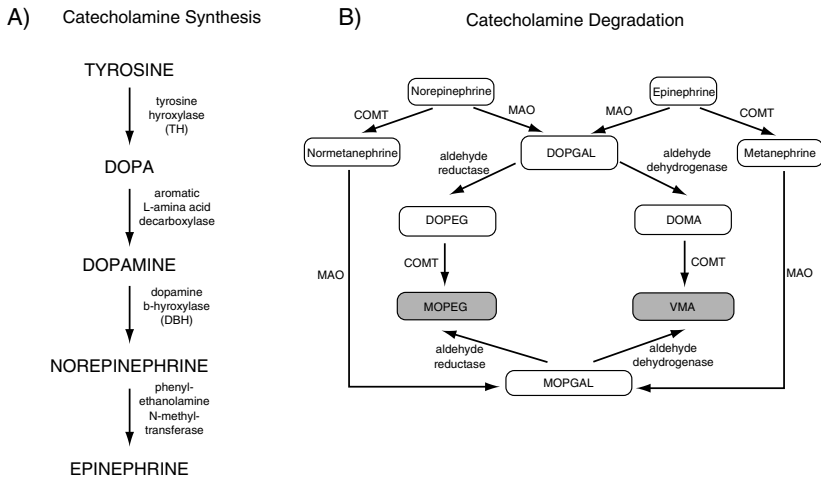 A)
Catecholamine Synthesis
TYROSINE
tyrosine
hyroxylase
(TH)
DOPA
aromatic
L-amina acid
decarboxylase
DOPAMINE
dopamine
b-hyroxylase
(DBH)
NOREPINEPHRINE
phenyl-
ethanolamine
N-methyl-
transferase
EPINEPHRINE
B)
Catecholamine Degradation
Norepinephrine
Epinephrine
COMT
MAO
MAO
COMT
Normetanephrine
DOPGAL
Metanephrine
aldehyde
reductase
aldehyde
dehydrogenase
DOPEG
DOMA
MAO
COMT
COMT
MAO
MOPEG
VMA
aldehyde
reductase
aldehyde
dehydrogenase
MOPGAL